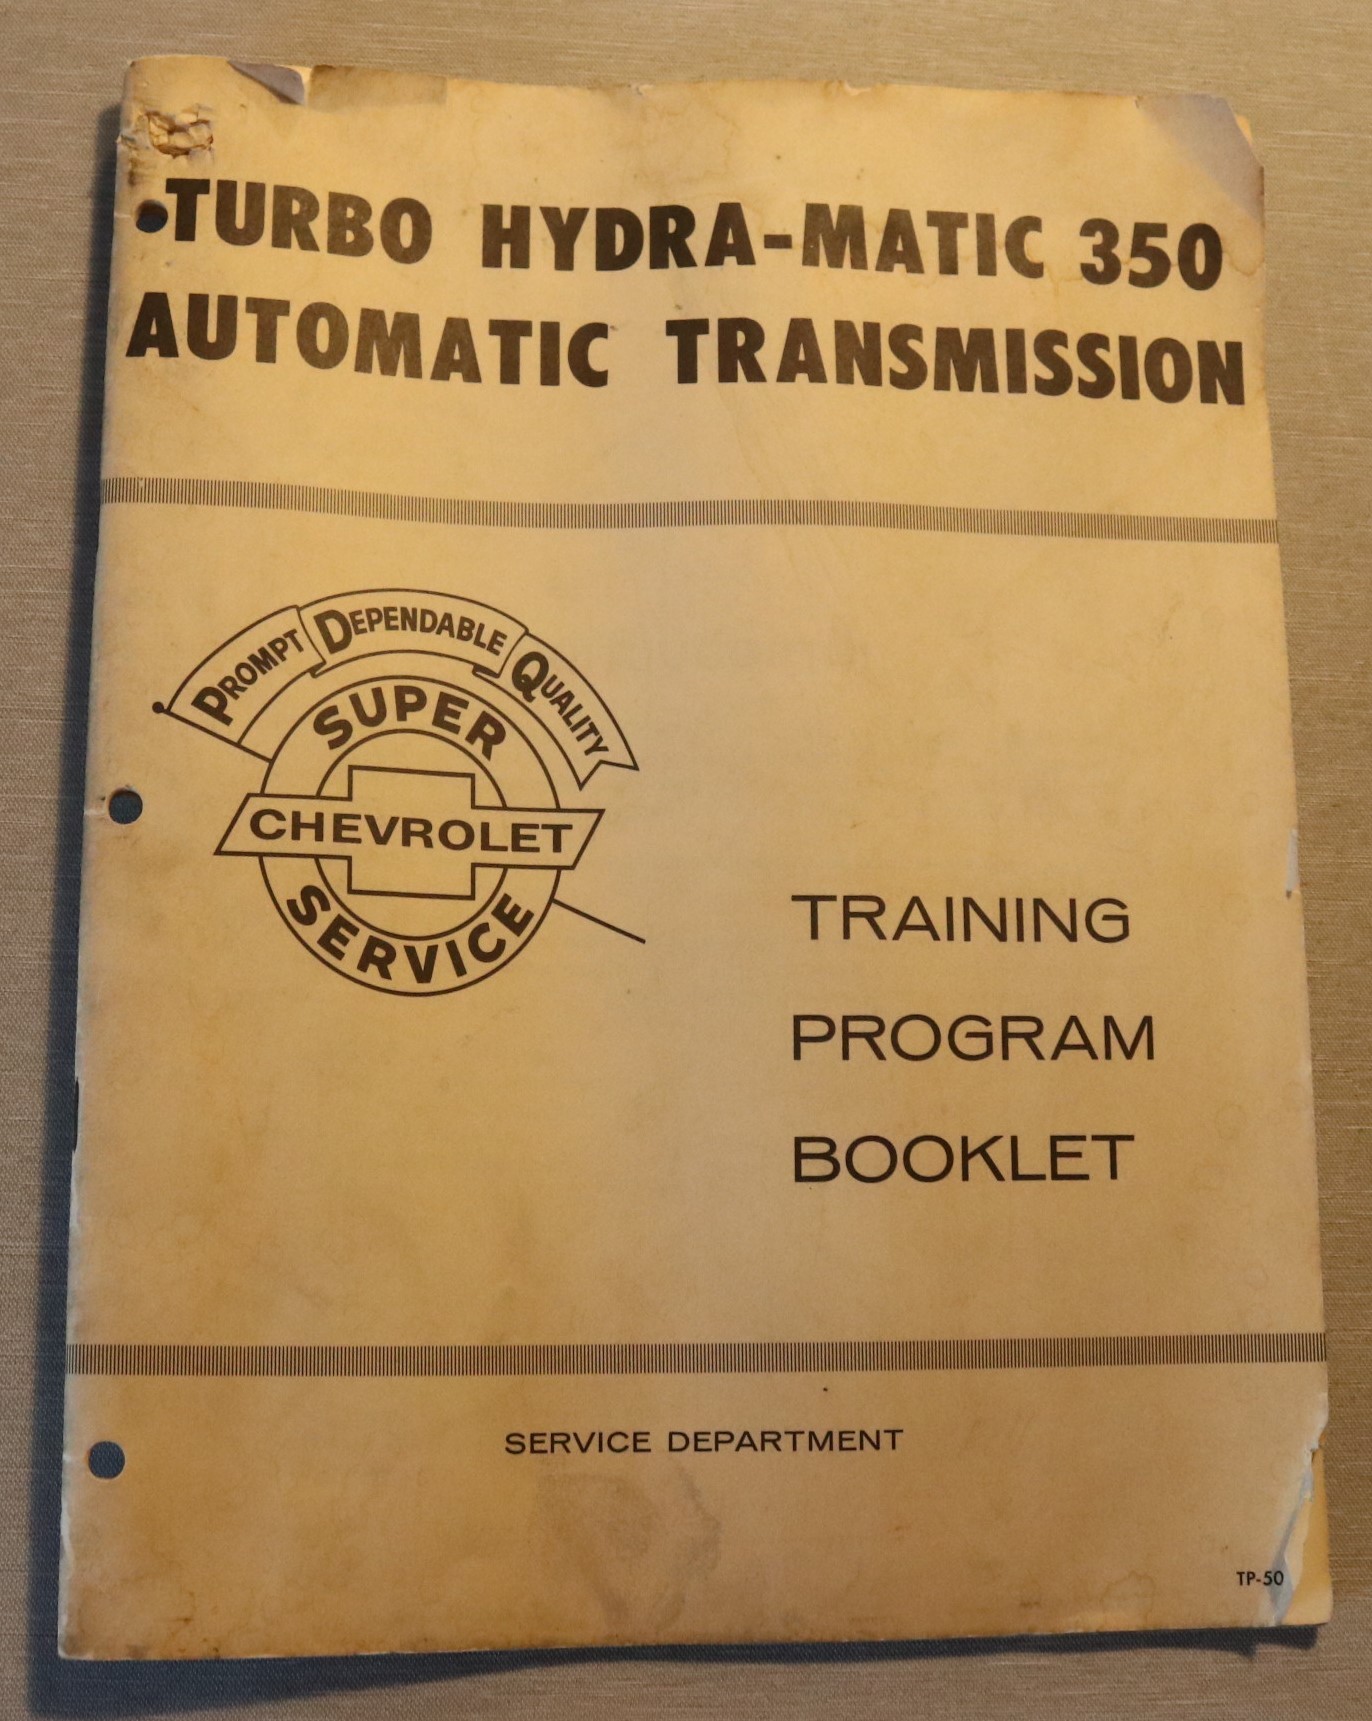 TURBO HYDRA-MATIC 350
AUTOMATIC TRANSMISSION
PROMPT DEPENDABLE QUALITY
SUPER
CHEVROLET
SERVICE
TRAINING
PROGRAM
BOOKLET
SERVICE DEPARTMENT
TP-50